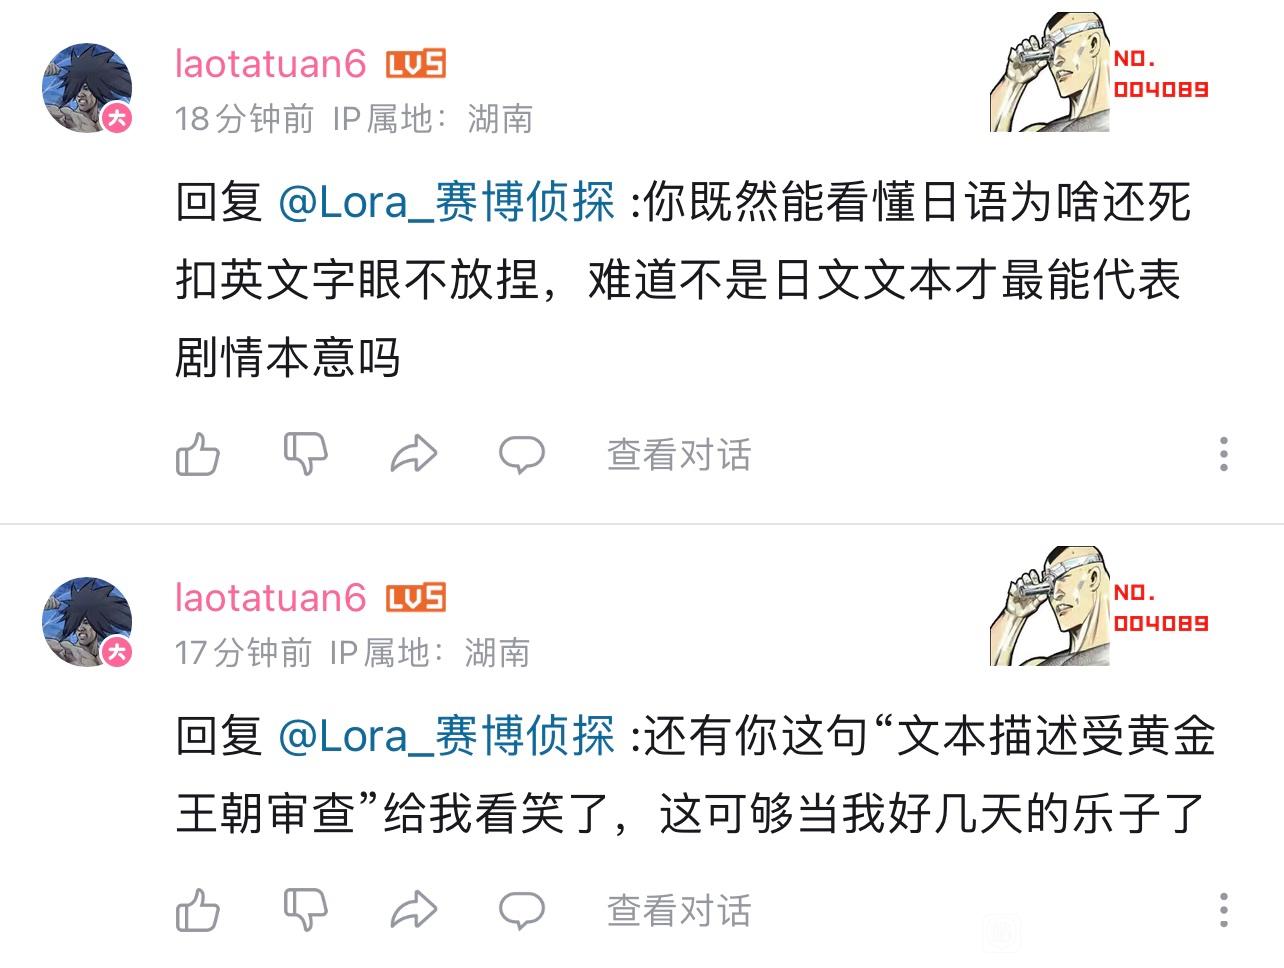 laotatuan6 LV5
NO.
004089
18分钟前 IP属地：湖南
回复 @Lora_赛博侦探 :你既然能看懂日语为啥还死
扣英文字眼不放捏，难道不是日文文本才最能代表
剧情本意吗
查看对话
laotatuan6 LV5
NO.
004089
17分钟前 IP属地：湖南
回复 @Lora_赛博侦探 :还有你这句“文本描述受黄金
王朝审查”给我看笑了，这可够当我好几天的乐子了
查看对话